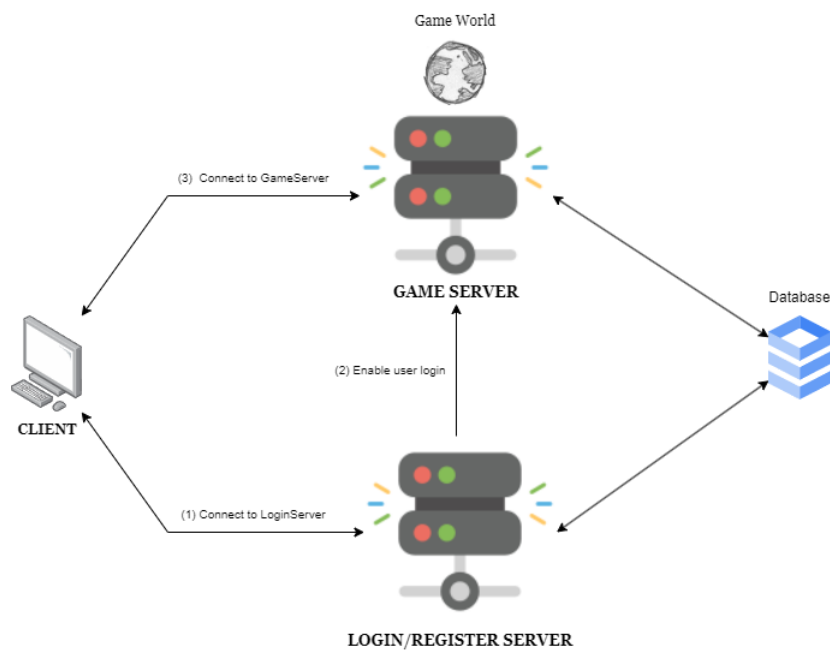 Game World
(3) Connect to GameServer
GAME SERVER
Database
(2) Enable user login
CLIENT
(1) Connect to LoginServer
LOGIN/REGISTER SERVER